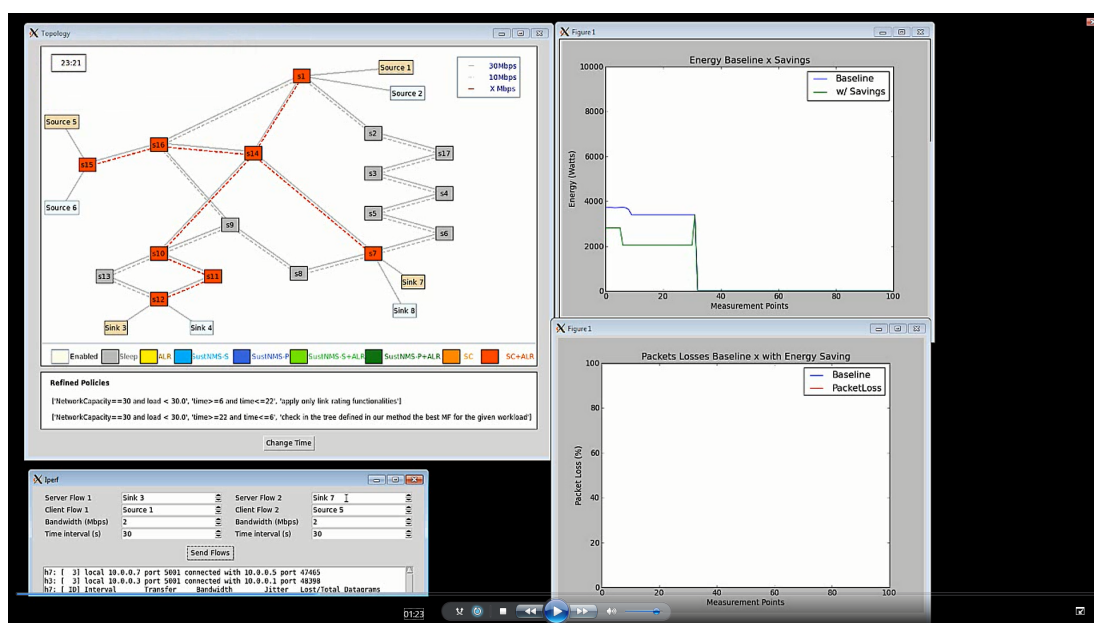 Topology
23:21
s1
Source 1
Source 2
30Mbps
10Mbps
X Mbps
Source 5
s16
s14
s2
s17
s15
s3
s4
Source 6
s5
s9
s6
s10
s7
s13
s11
s8
Sink 7
s12
Sink 8
Sink 3
Sink 4
Enabled Sleep ALR SustNMS-S SustNMS-P SustNMS-S+ALR SustNMS-P+ALR SC SC+ALR
Refined Policies
['NetworkCapacity==30 and load < 30.0', 'time>=6 and time<=22', 'apply only link rating functionalities']
['NetworkCapacity==30 and load < 30.0', 'time>=22 and time<=6', 'check in the tree defined in our method the best MF for the given workload']
Change Time
Iperf
Server Flow 1 Sink 3 Server Flow 2 Sink 7
Client Flow 1 Source 1 Client Flow 2 Source 5
Bandwidth (Mbps) 2 Bandwidth (Mbps) 2
Time interval (s) 30 Time interval (s) 30
Send Flows
h7: [ 3] local 10.0.0.7 port 5001 connected with 10.0.0.5 port 47465
h3: [ 3] local 10.0.0.3 port 5001 connected with 10.0.0.1 port 48398
h7: [ ID] Interval Transfer Bandwidth Jitter Lost/Total Datagrams
Figure 1
Energy Baseline x Savings
Baseline
w/ Savings
Energy (Watts)
10000
8000
6000
4000
2000
0
0 20 40 60 80 100
Measurement Points
Figure 1
Packets Losses Baseline x with Energy Saving
Baseline
PacketLoss
Packet Loss (%)
100
80
60
40
20
0
0 20 40 60 80 100
Measurement Points
01:23